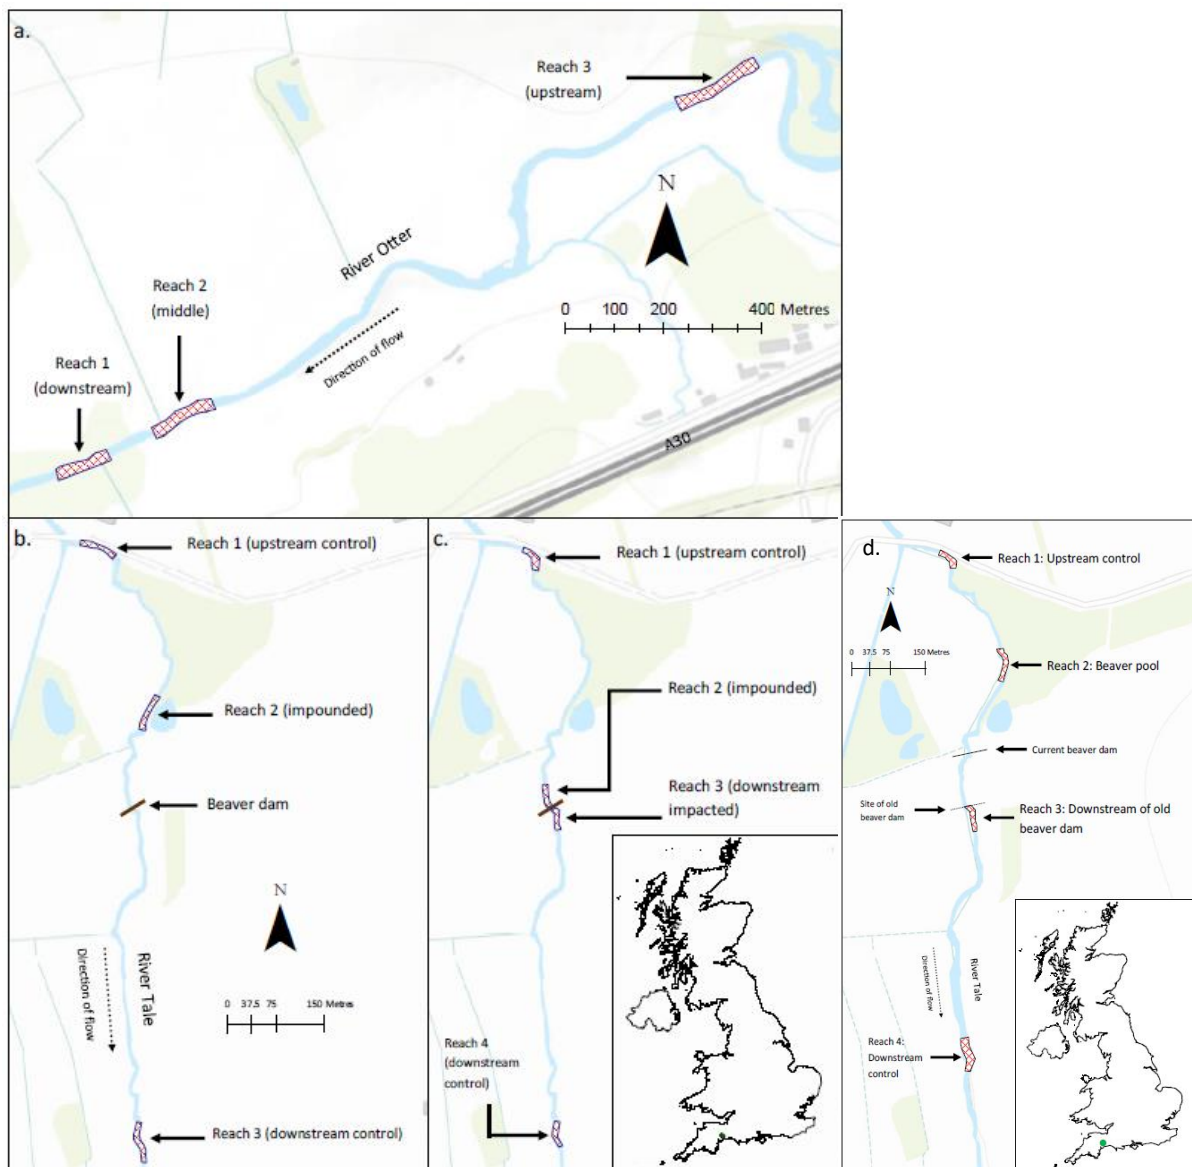 a.
Reach 3
(upstream)
N
River Otter
0 100 200 400 Metres
Reach 2
(middle)
Direction of flow
Reach 1
(downstream)
A30
b.
Reach 1 (upstream control)
Reach 2 (impounded)
Beaver dam
N
Direction of flow
River Tale
0 37.5 75 150 Metres
Reach 3 (downstream control)
c.
Reach 1 (upstream control)
Reach 2 (impounded)
Reach 3 (downstream
impacted)
Reach 4
(downstream
control)
d.
Reach 1: Upstream control
N
0 37.5 75 150 Metres
Reach 2: Beaver pool
Current beaver dam
Site of old
beaver dam
Reach 3: Downstream of old
beaver dam
Direction of flow
River Tale
Reach 4:
Downstream
control